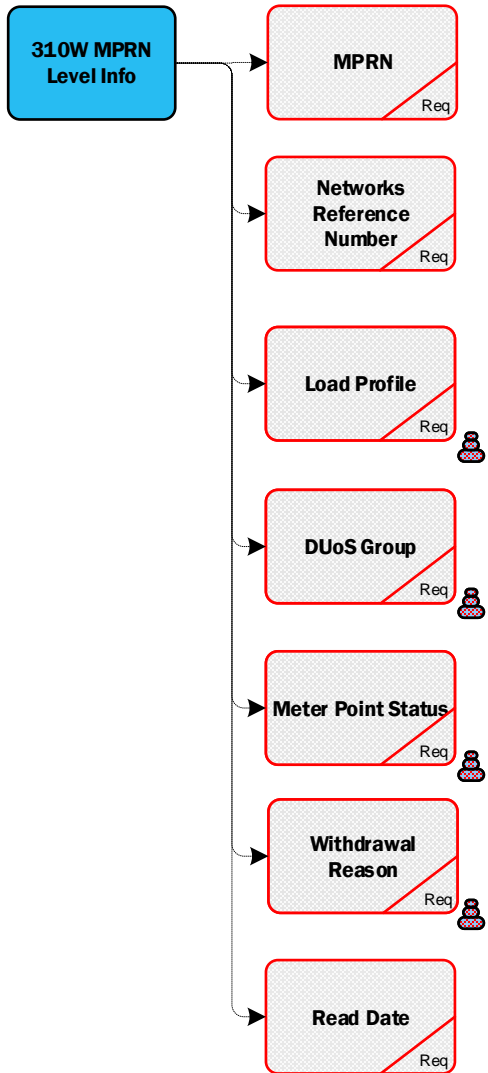 310W MPRN
Level Info
MPRN
Req
Networks
Reference
Number
Req
Load Profile
Req
DUoS Group
Req
Meter Point Status
Req
Withdrawal
Reason
Req
Read Date
Req